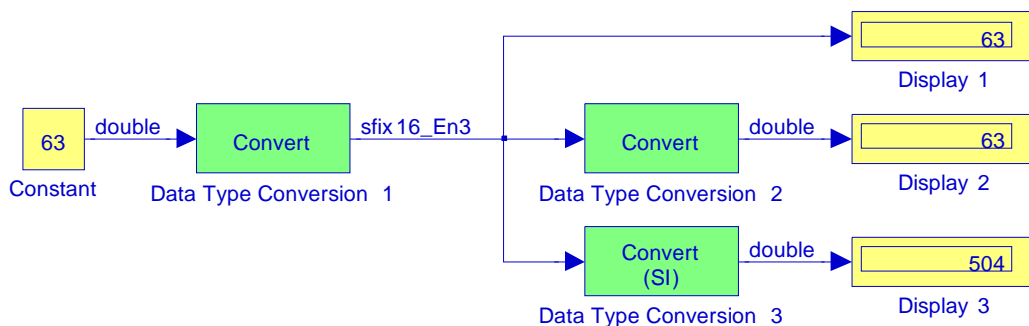 63
Display 1
63
double
Convert
sfix16_En3
Convert
double
63
Constant
Data Type Conversion 1
Data Type Conversion 2
Display 2
Convert
(SI)
double
504
Data Type Conversion 3
Display 3